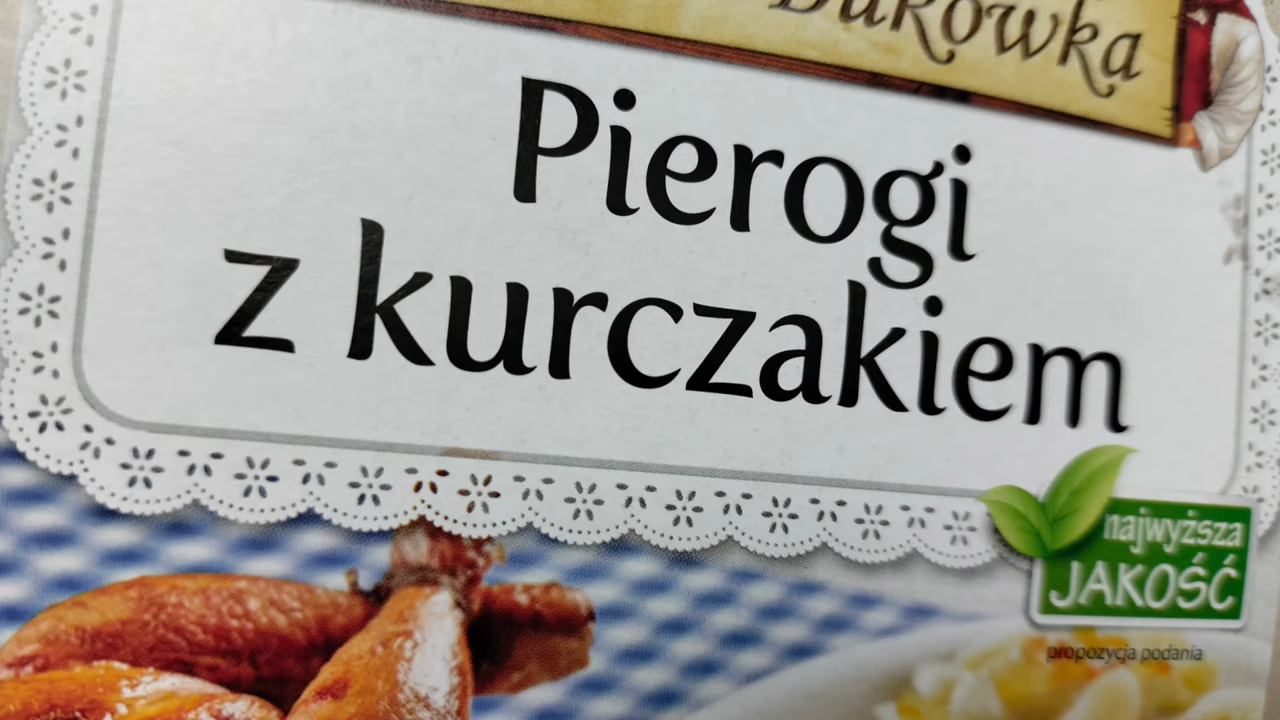 Pierogi
z kurczakiem
najwyższa
JAKOŚĆ
propozycja podania